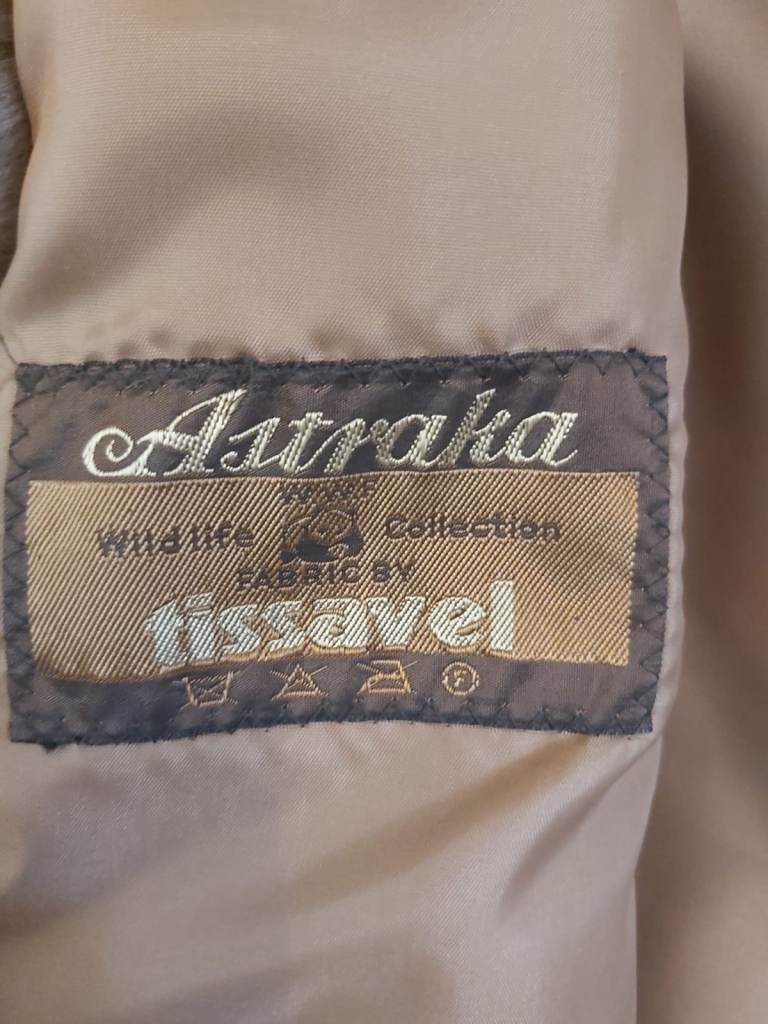 Astraka
WWF
Wildlife Collection
FABRIC BY
tissavel
F